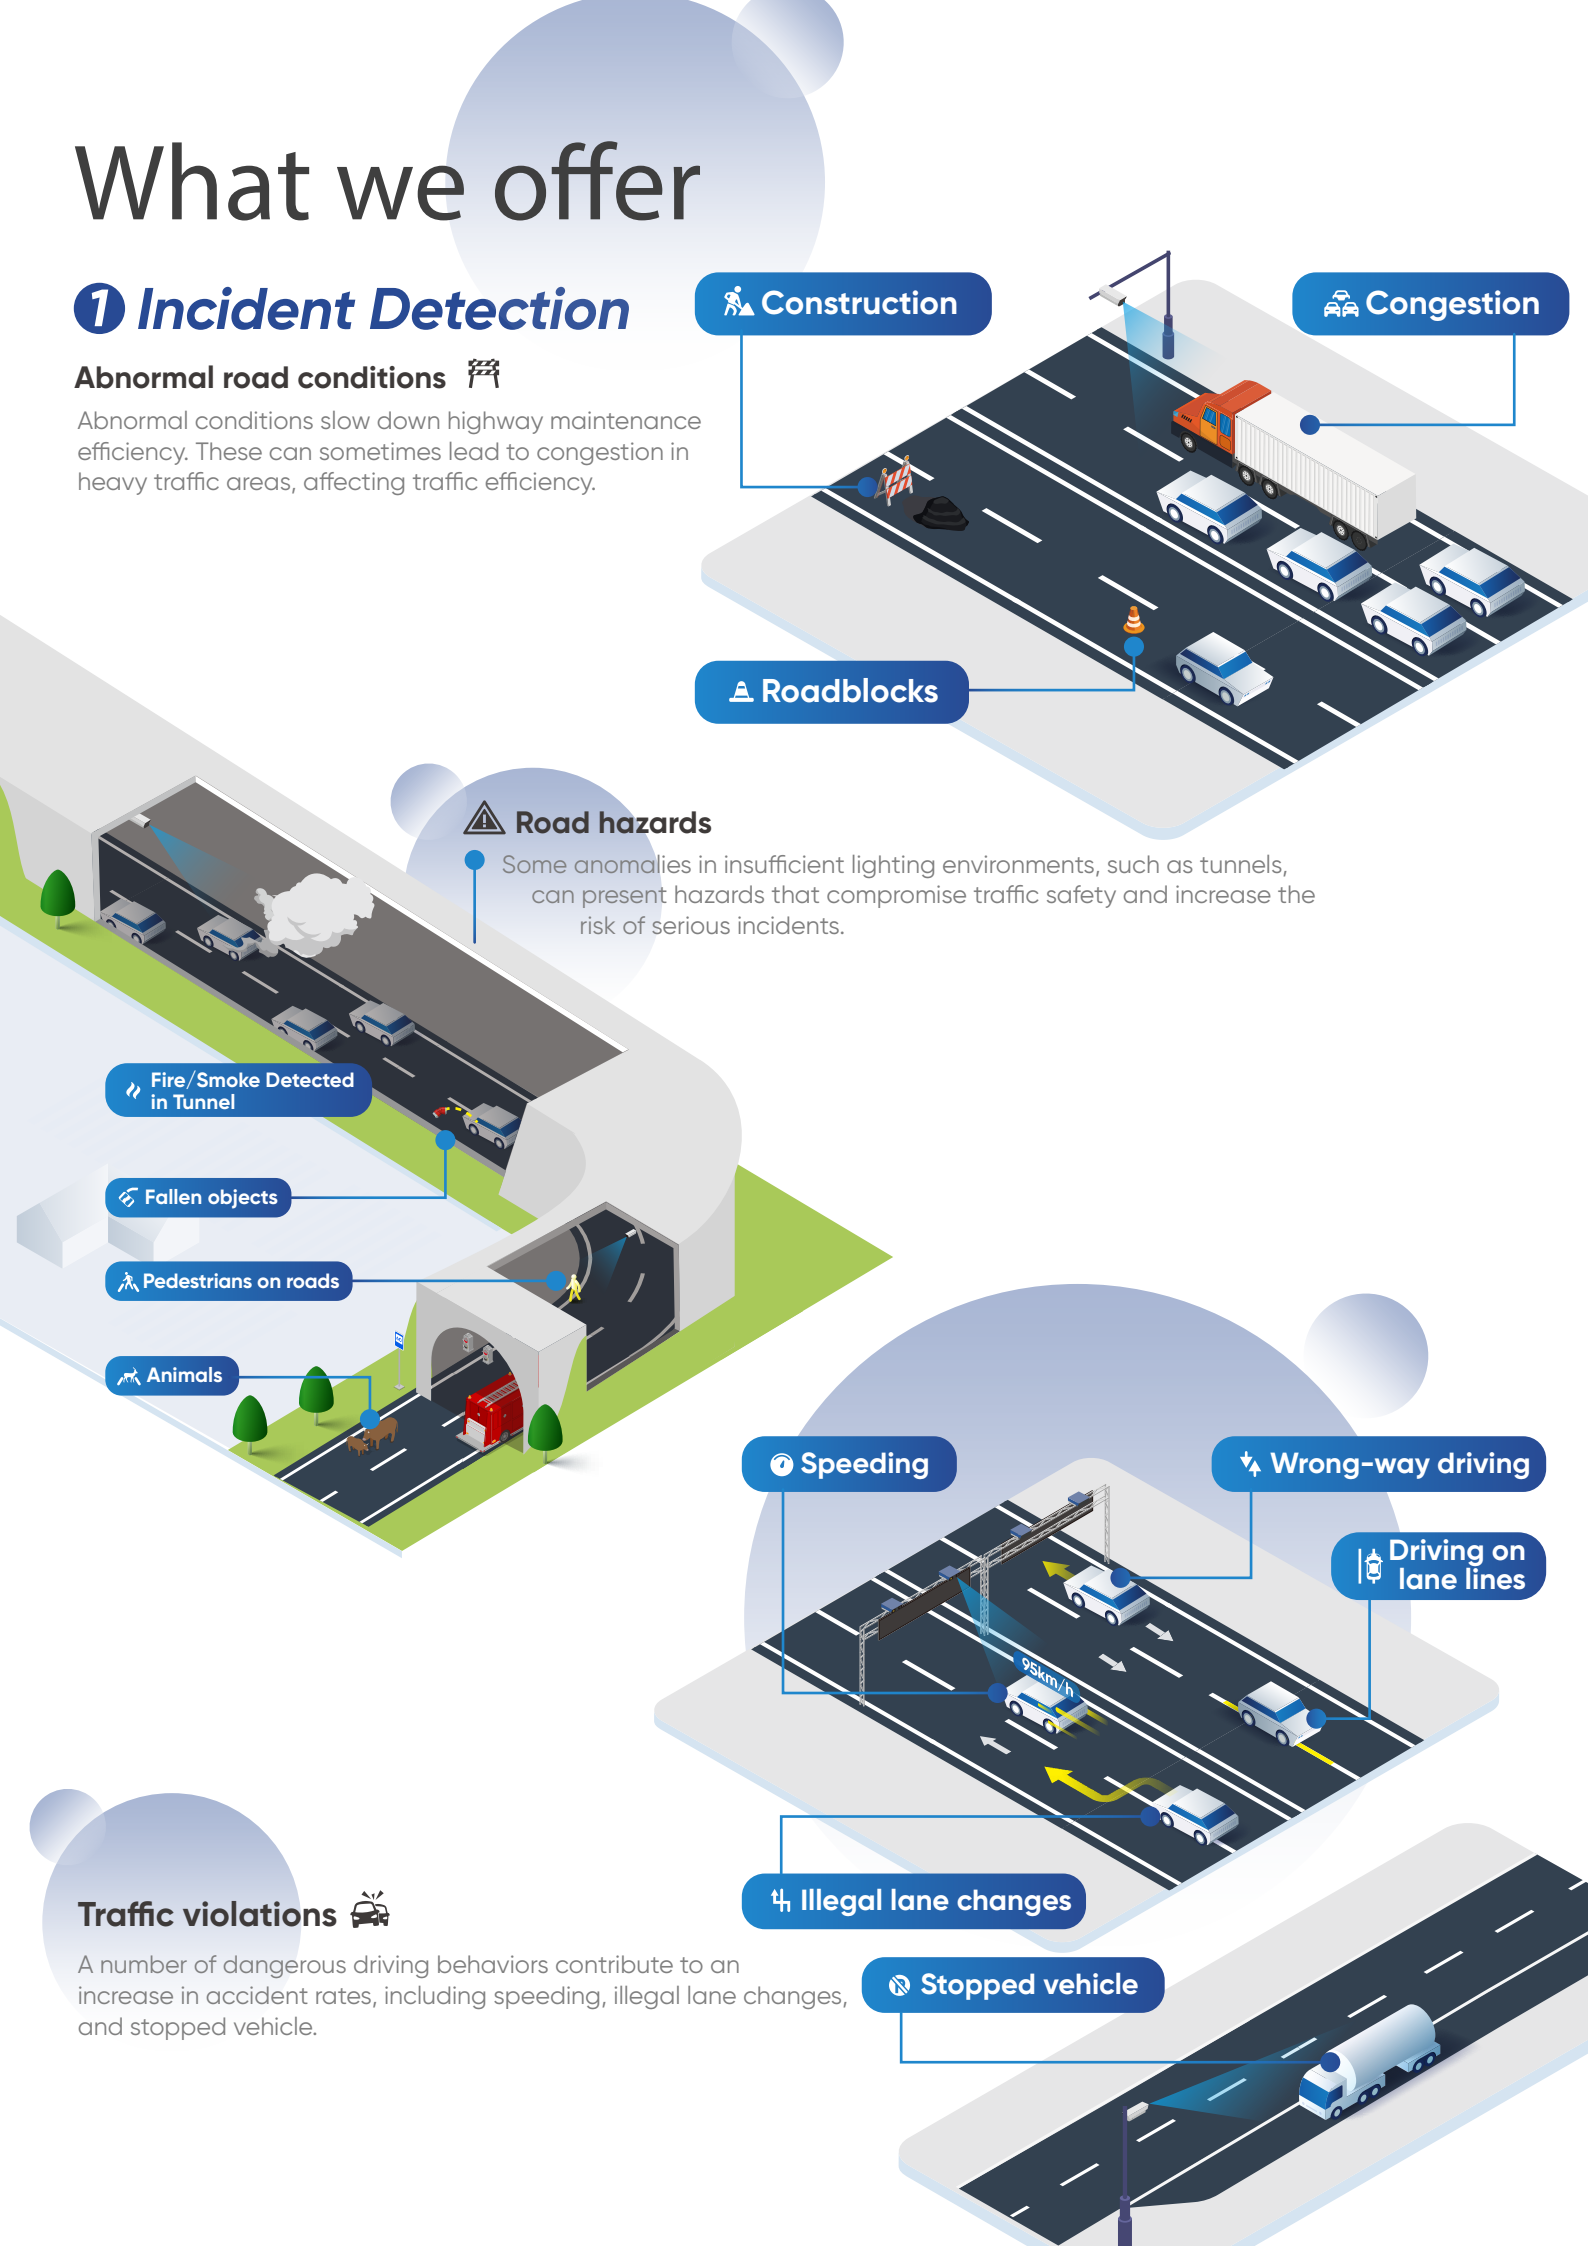 What we offer
1 Incident Detection
Abnormal road conditions
Abnormal conditions slow down highway maintenance
efficiency. These can sometimes lead to congestion in
heavy traffic areas, affecting traffic efficiency.
Construction
Congestion
Roadblocks
Road hazards
Some anomalies in insufficient lighting environments, such as tunnels,
can present hazards that compromise traffic safety and increase the
risk of serious incidents.
Fire/Smoke Detected
in Tunnel
Fallen objects
Pedestrians on roads
Animals
Speeding
Wrong-way driving
Driving on
lane lines
95km/h
Illegal lane changes
Traffic violations
A number of dangerous driving behaviors contribute to an
increase in accident rates, including speeding, illegal lane changes,
and stopped vehicle.
Stopped vehicle